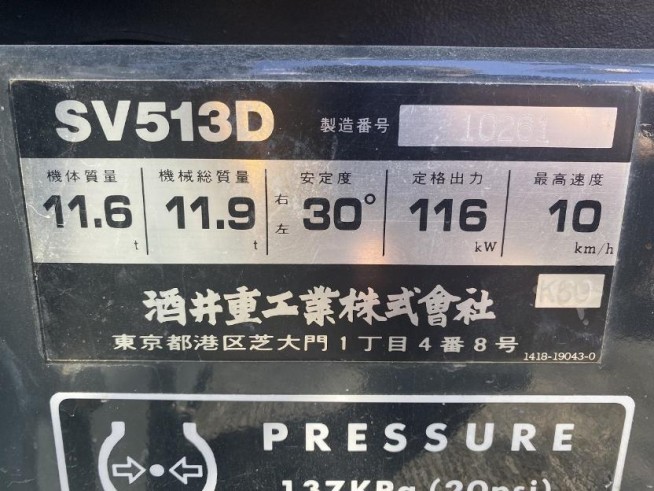 SV513D 製造番号
機体質量 機械総質量 安定度 定格出力 最高速度
11.6 t 11.9 t 右 左 30° 116 kW 10 km/h
酒井重工業株式會社
東京都港区芝大門1丁目4番8号
1418-19043-0
PRESSURE
137KPa (20psi)